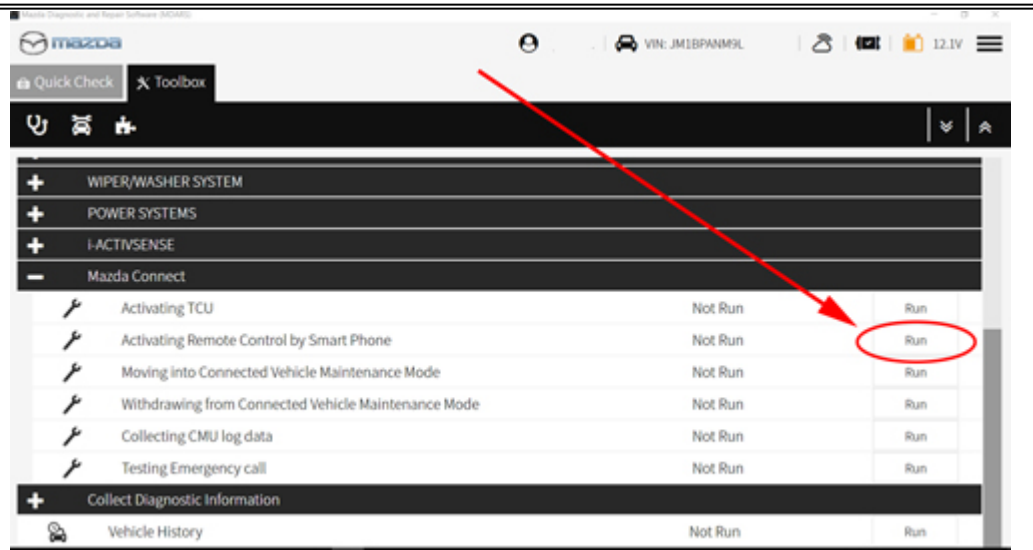 Mazda Diagnostic and Repair Software (MDARS)
mazda VIN: JM1BPANM9L 12.1V
Quick Check Toolbox
WIPER/WASHER SYSTEM
POWER SYSTEMS
i-ACTIVSENSE
Mazda Connect
Activating TCU Not Run Run
Activating Remote Control by Smart Phone Not Run Run
Moving into Connected Vehicle Maintenance Mode Not Run Run
Withdrawing from Connected Vehicle Maintenance Mode Not Run Run
Collecting CMU log data Not Run Run
Testing Emergency call Not Run Run
Collect Diagnostic Information
Vehicle History Not Run Run